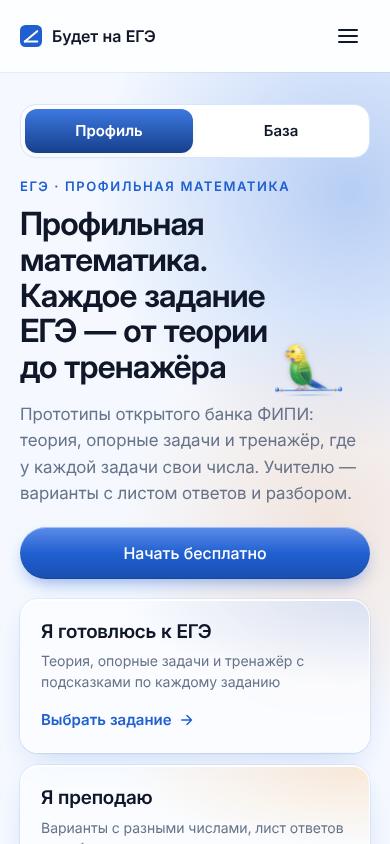 Будет на ЕГЭ
Профиль
База
ЕГЭ · ПРОФИЛЬНАЯ МАТЕМАТИКА
Профильная
математика.
Каждое задание
ЕГЭ — от теории
до тренажёра
Прототипы открытого банка ФИПИ:
теория, опорные задачи и тренажёр, где
у каждой задачи свои числа. Учителю —
варианты с листом ответов и разбором.
Начать бесплатно
Я готовлюсь к ЕГЭ
Теория, опорные задачи и тренажёр с
подсказками по каждому заданию
Выбрать задание →
Я преподаю
Варианты с разными числами, лист ответов